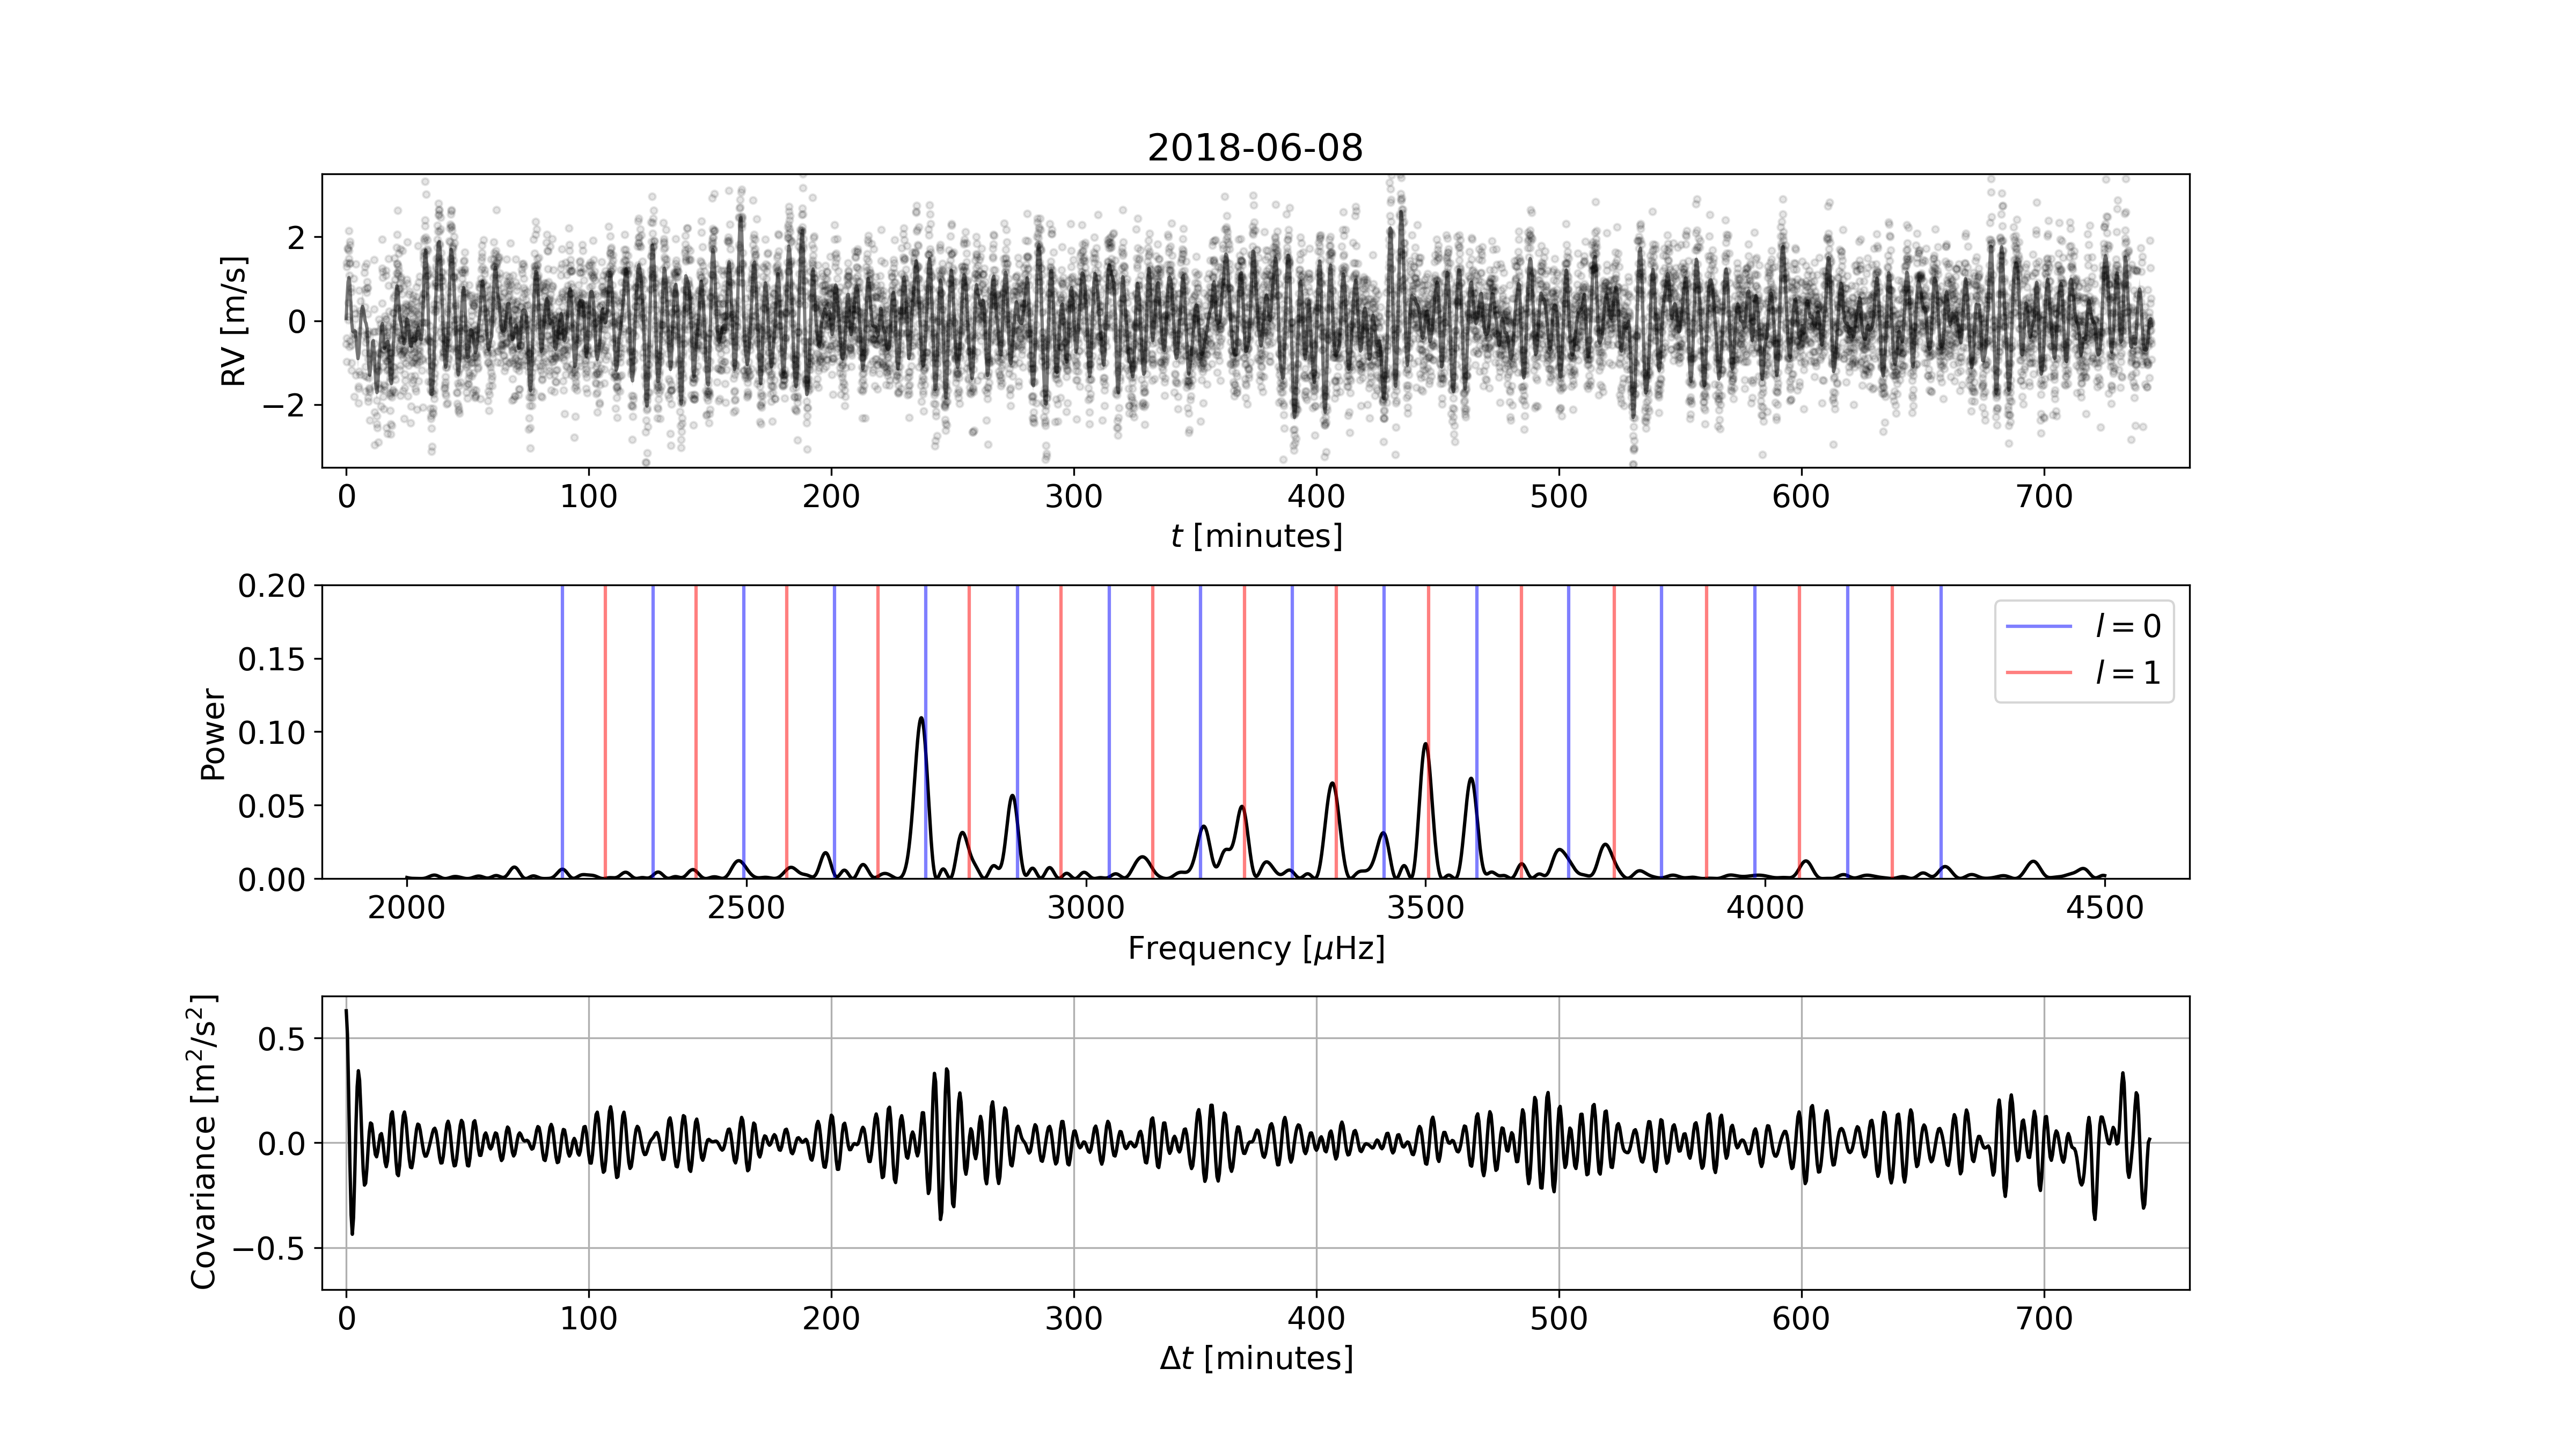 2018-06-08
RV [m/s]
2
0
−2
0 100 200 300 400 500 600 700
t [minutes]
Power
0.20
0.15
0.10
0.05
0.00
l = 0
l = 1
2000 2500 3000 3500 4000 4500
Frequency [μHz]
Covariance [m²/s²]
0.5
0.0
−0.5
0 100 200 300 400 500 600 700
Δt [minutes]